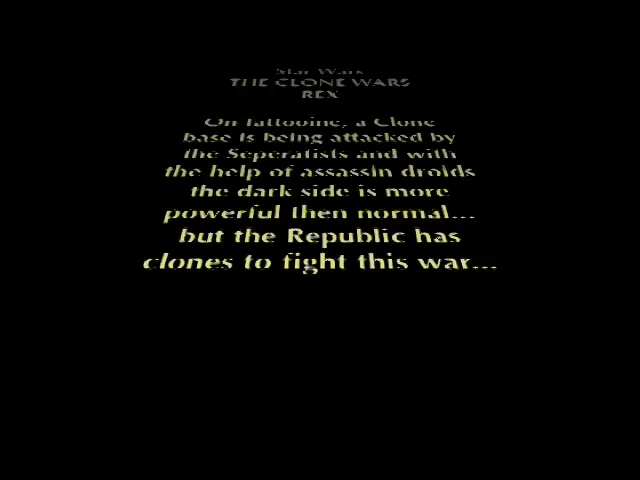 Star Wars
THE CLONE WARS
REX
On Tattooine, a Clone
base is being attacked by
the Seperatists and with
the help of assassin droids
the dark side is more
powerful then normal...
but the Republic has
clones to fight this war...